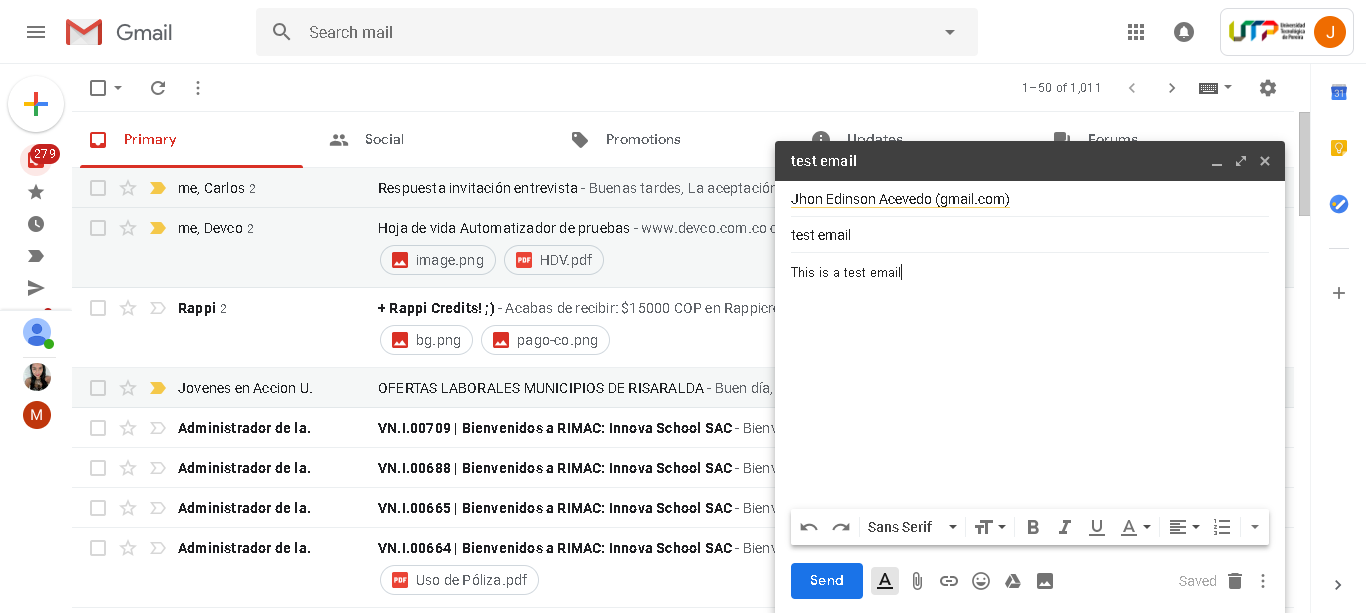 Gmail
Search mail
UTP Universidad Tecnológica de Pereira
J
1–50 of 1,011
31
279
Primary
Social
Promotions
Updates
Forums
me, Carlos 2
Respuesta invitación entrevista - Buenas tardes, La aceptación
me, Devco 2
Hoja de vida Automatizador de pruebas - www.devco.com.co
image.png
PDF HDV.pdf
Rappi 2
+ Rappi Credits! ;) - Acabas de recibir: $15000 COP en Rappicre
bg.png
pago-co.png
Jovenes en Accion U.
OFERTAS LABORALES MUNICIPIOS DE RISARALDA - Buen día,
M
Administrador de la.
VN.I.00709 | Bienvenidos a RIMAC: Innova School SAC - Bienv
Administrador de la.
VN.I.00688 | Bienvenidos a RIMAC: Innova School SAC - Bienv
Administrador de la.
VN.I.00665 | Bienvenidos a RIMAC: Innova School SAC - Bienv
Administrador de la.
VN.I.00664 | Bienvenidos a RIMAC: Innova School SAC - Bienv
PDF Uso de Póliza.pdf
test email
Jhon Edinson Acevedo (gmail.com)
test email
This is a test email
Sans Serif
B I U A
Send
A
Saved